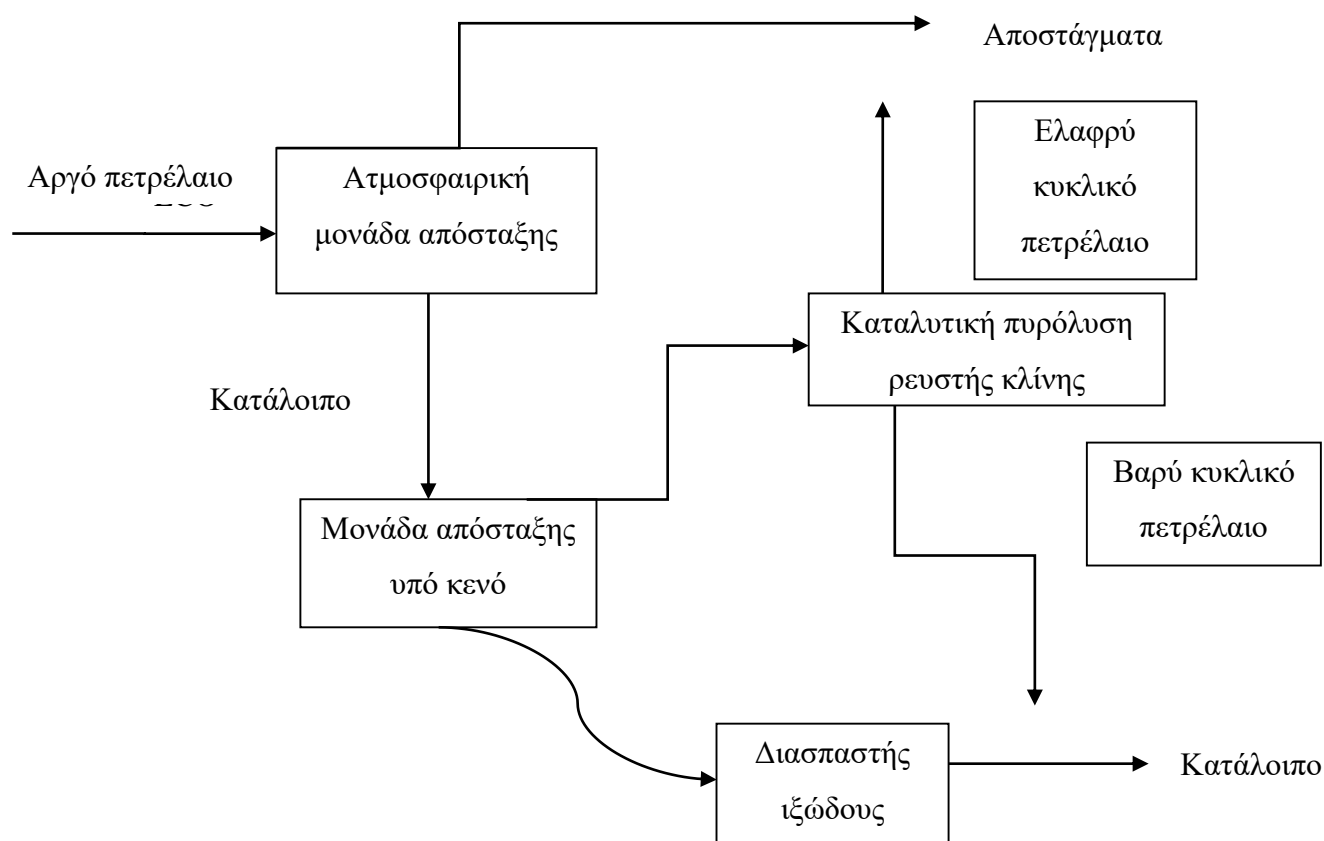 Αποστάγματα
Ελαφρύ
κυκλικό
πετρέλαιο
Αργό πετρέλαιο
Ατμοσφαιρική
μονάδα απόσταξης
Καταλυτική πυρόλυση
ρευστής κλίνης
Κατάλοιπο
Βαρύ κυκλικό
πετρέλαιο
Μονάδα απόσταξης
υπό κενό
Διασπαστής
ιξώδους
Κατάλοιπο